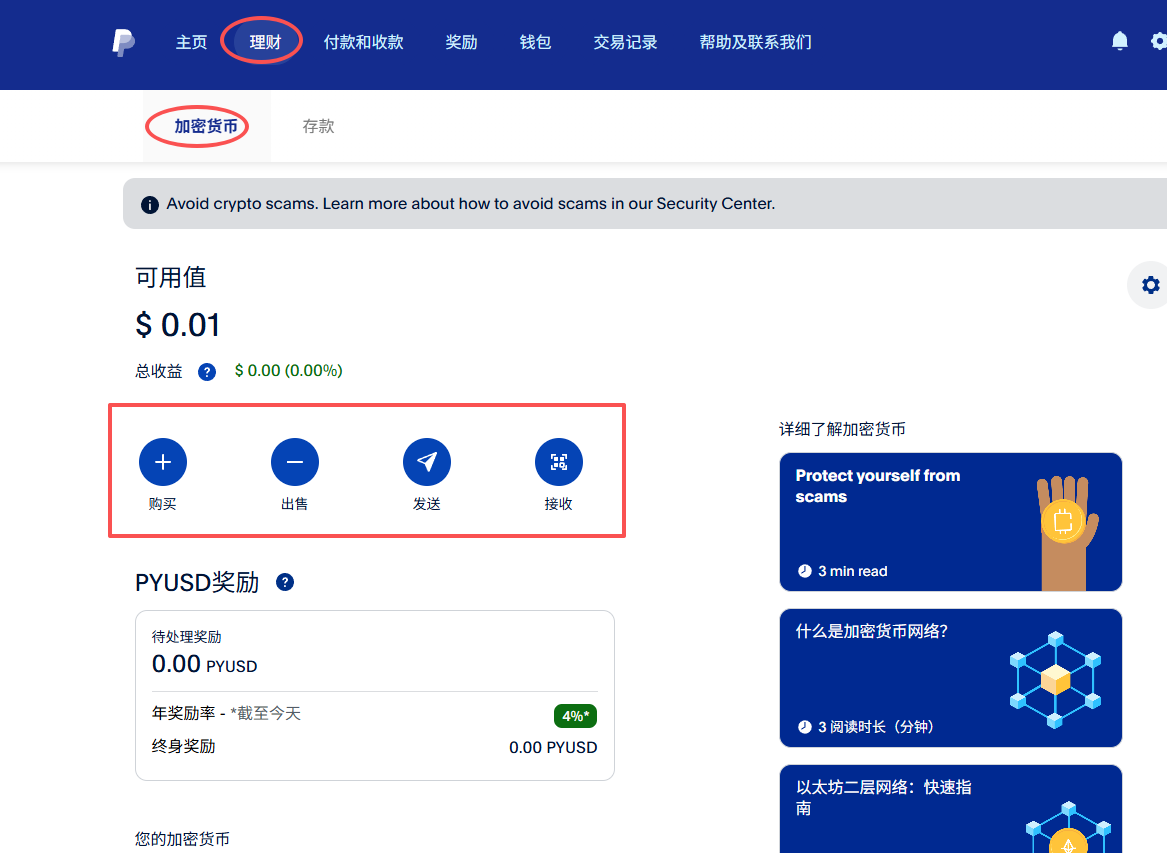 主页
理财
付款和收款
奖励
钱包
交易记录
帮助及联系我们
加密货币
存款
Avoid crypto scams. Learn more about how to avoid scams in our Security Center.
可用值
$ 0.01
总收益 ? $ 0.00 (0.00%)
购买
出售
发送
接收
PYUSD奖励 ?
待处理奖励
0.00 PYUSD
年奖励率 - *截至今天 4%*
终身奖励 0.00 PYUSD
您的加密货币
详细了解加密货币
Protect yourself from
scams
3 min read
什么是加密货币网络？
3 阅读时长（分钟）
以太坊二层网络：快速指
南